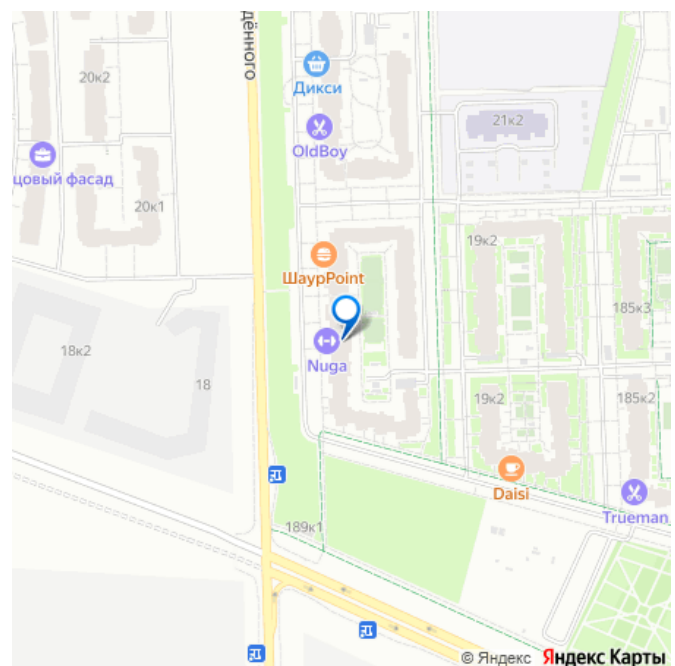 дённого
20к2
Дикси
21к2
OldBoy
цовый фасад
20к1
19к2
ШаурPoint
185к3
18к2
Nuga
18
19к2
185к2
Daisi
Trueman
189к1
© Яндекс Яндекс Карты